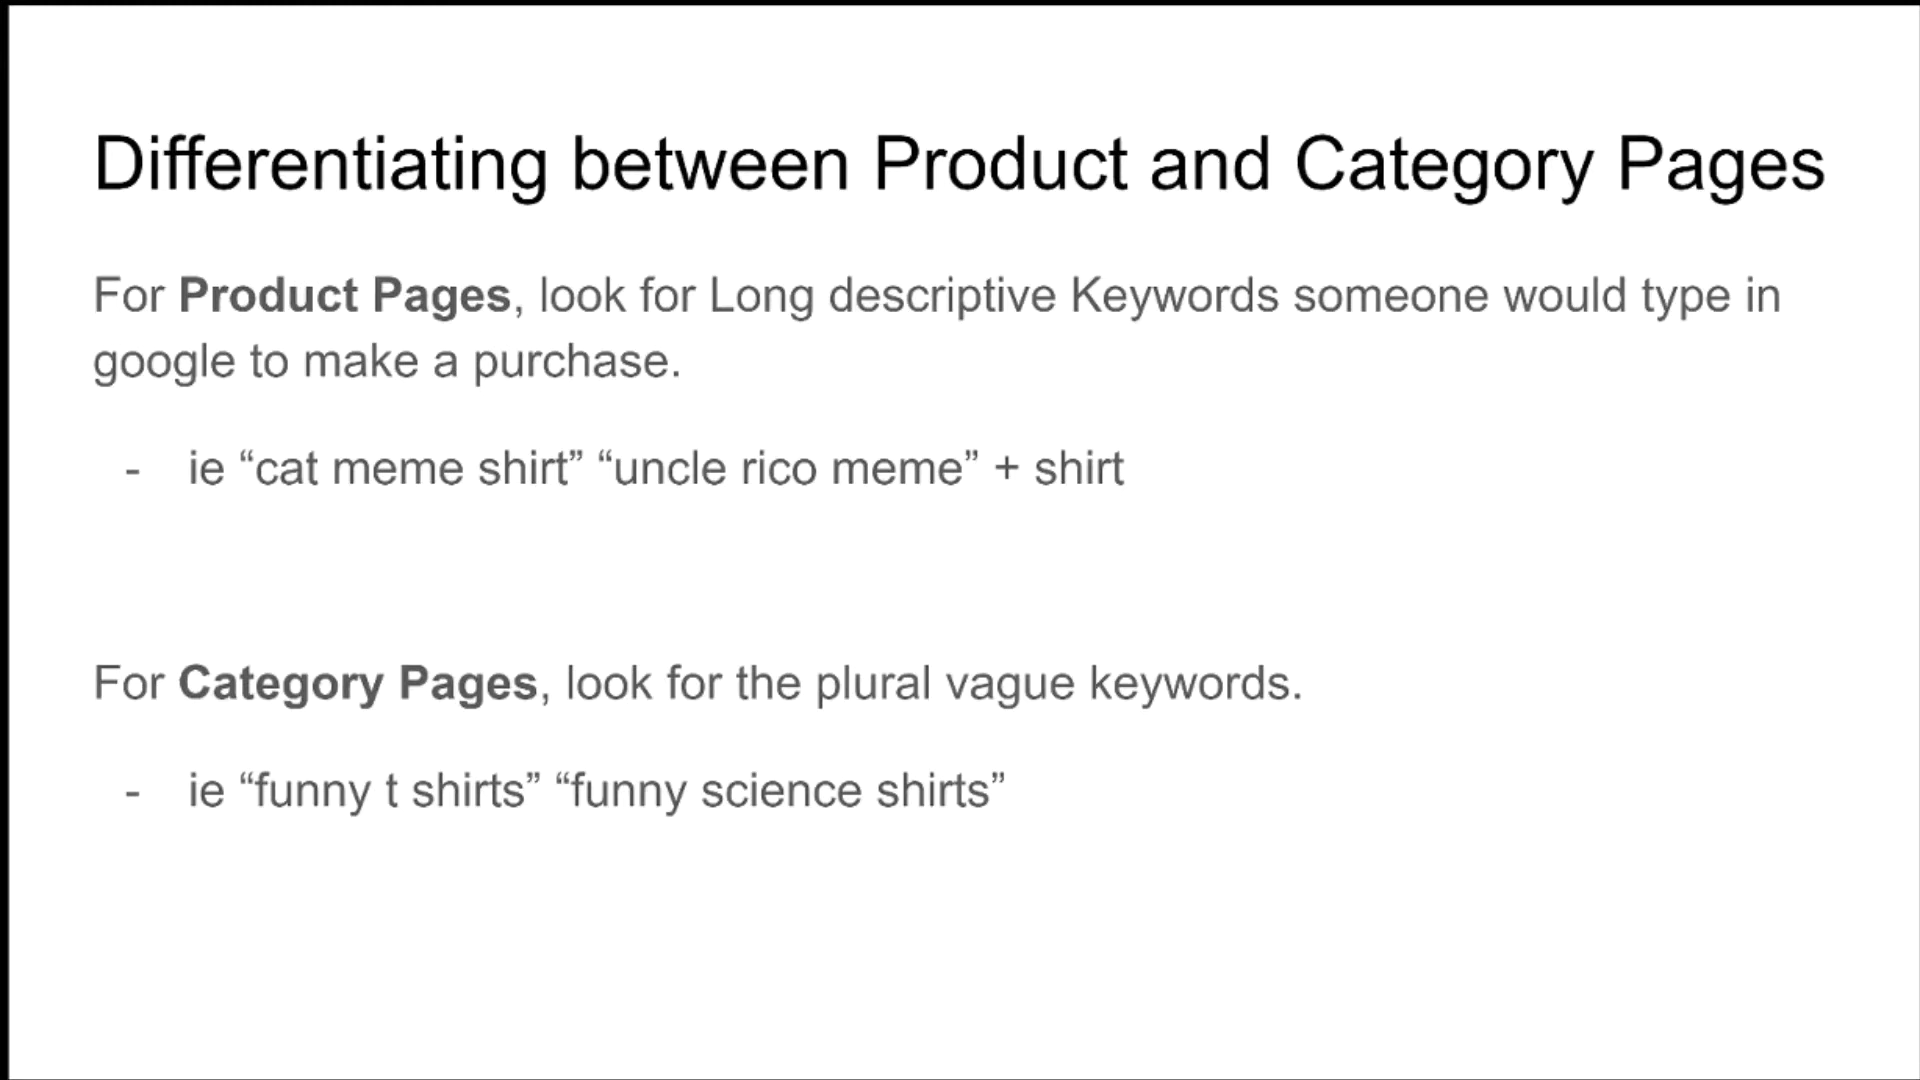 Differentiating between Product and Category Pages
For Product Pages, look for Long descriptive Keywords someone would type in
google to make a purchase.
- ie “cat meme shirt” “uncle rico meme” + shirt
For Category Pages, look for the plural vague keywords.
- ie “funny t shirts” “funny science shirts”